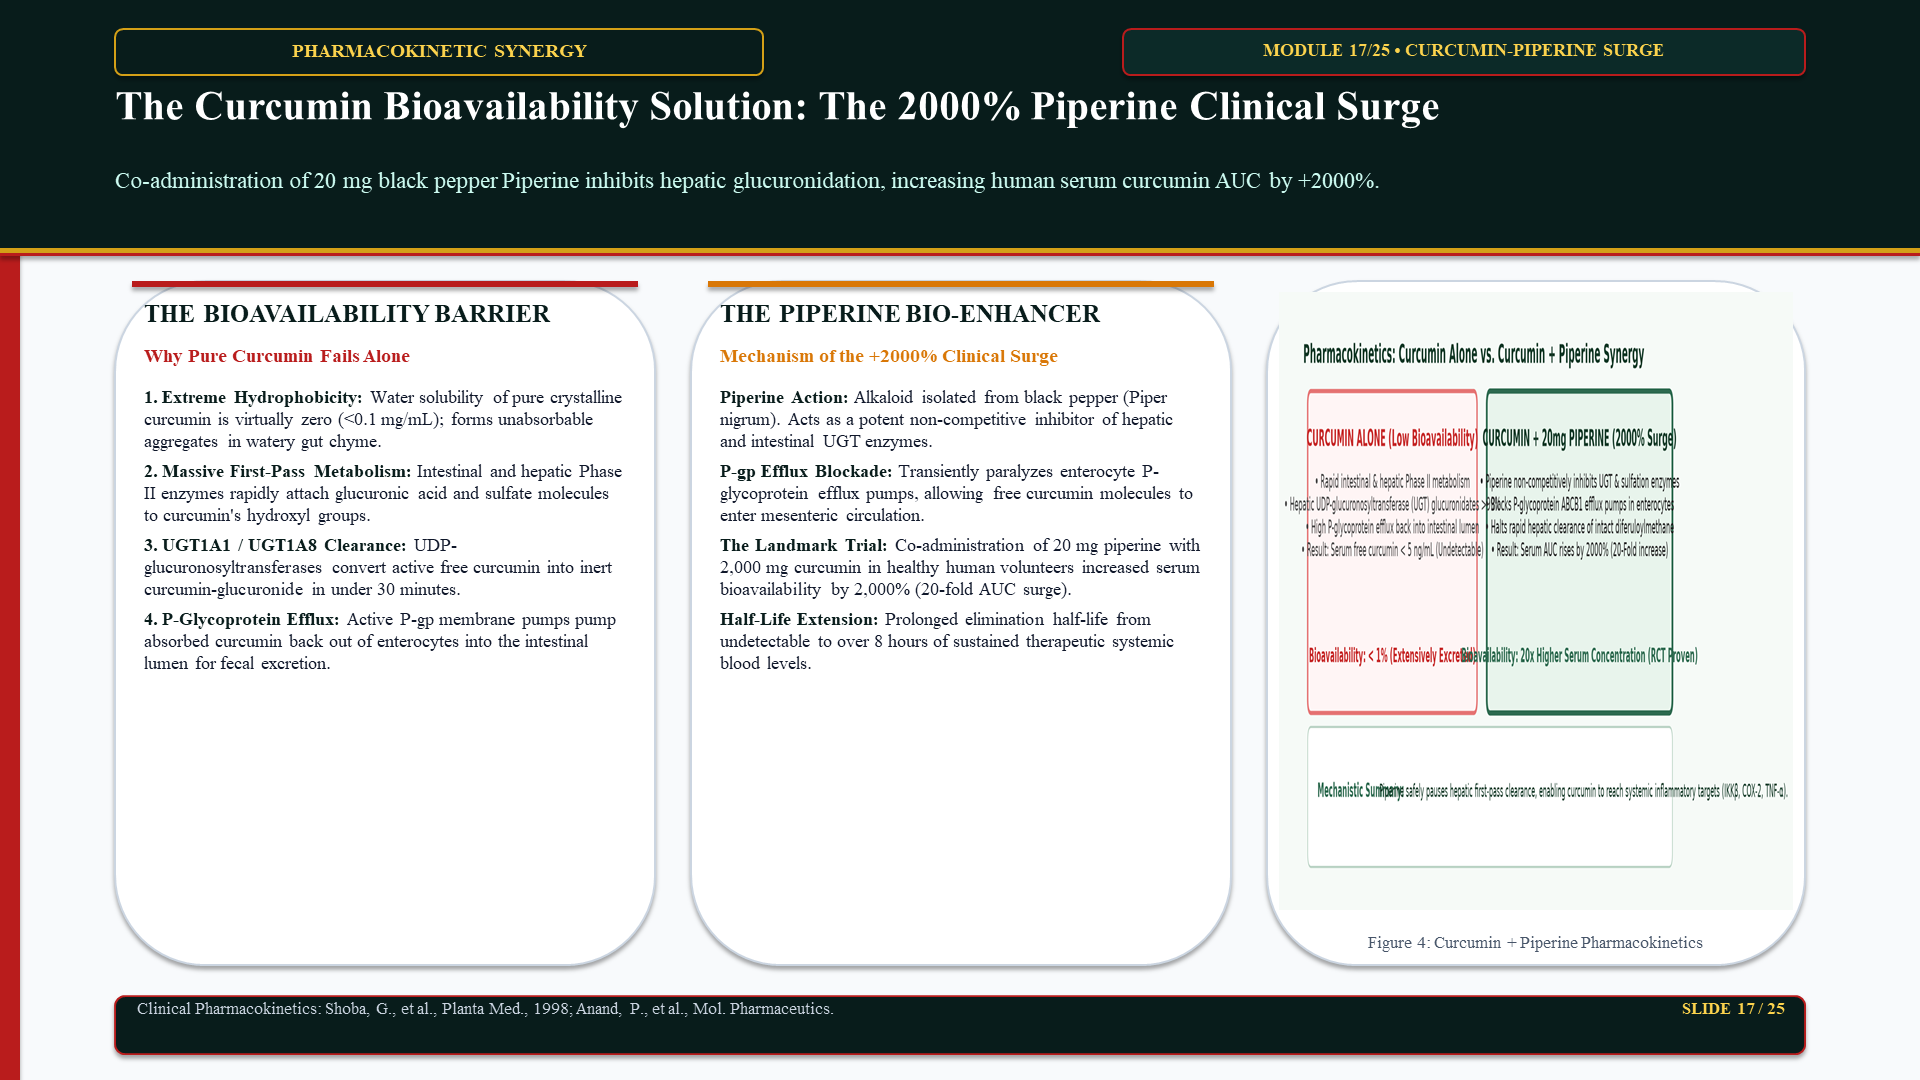 PHARMACOKINETIC SYNERGY
MODULE 17/25 • CURCUMIN-PIPERINE SURGE
The Curcumin Bioavailability Solution: The 2000% Piperine Clinical Surge
Co-administration of 20 mg black pepper Piperine inhibits hepatic glucuronidation, increasing human serum curcumin AUC by +2000%.
THE BIOAVAILABILITY BARRIER
Why Pure Curcumin Fails Alone
1. Extreme Hydrophobicity: Water solubility of pure crystalline
curcumin is virtually zero (<0.1 mg/mL); forms unabsorbable
aggregates in watery gut chyme.
2. Massive First-Pass Metabolism: Intestinal and hepatic Phase
II enzymes rapidly attach glucuronic acid and sulfate molecules
to curcumin's hydroxyl groups.
3. UGT1A1 / UGT1A8 Clearance: UDP-
glucuronosyltransferases convert active free curcumin into inert
curcumin-glucuronide in under 30 minutes.
4. P-Glycoprotein Efflux: Active P-gp membrane pumps pump
absorbed curcumin back out of enterocytes into the intestinal
lumen for fecal excretion.
THE PIPERINE BIO-ENHANCER
Mechanism of the +2000% Clinical Surge
Piperine Action: Alkaloid isolated from black pepper (Piper
nigrum). Acts as a potent non-competitive inhibitor of hepatic
and intestinal UGT enzymes.
P-gp Efflux Blockade: Transiently paralyzes enterocyte P-
glycoprotein efflux pumps, allowing free curcumin molecules to
enter mesenteric circulation.
The Landmark Trial: Co-administration of 20 mg piperine with
2,000 mg curcumin in healthy human volunteers increased serum
bioavailability by 2,000% (20-fold AUC surge).
Half-Life Extension: Prolonged elimination half-life from
undetectable to over 8 hours of sustained therapeutic systemic
blood levels.
Pharmacokinetics: Curcumin Alone vs. Curcumin + Piperine Synergy
CURCUMIN ALONE (Low Bioavailability)
• Rapid intestinal & hepatic Phase II metabolism
• Hepatic UDP-glucuronosyltransferase (UGT) glucuronidates
• High P-glycoprotein efflux back into intestinal lumen
• Result: Serum free curcumin < 5 ng/mL (Undetectable)
Bioavailability: < 1% (Extensively Excreted)
CURCUMIN + 20mg PIPERINE (2000% Surge)
• Piperine non-competitively inhibits UGT & sulfation enzymes
• Blocks P-glycoprotein ABCB1 efflux pumps in enterocytes
• Halts rapid hepatic clearance of intact diferuloylmethane
• Result: Serum AUC rises by 2000% (20-Fold increase)
Bioavailability: 20x Higher Serum Concentration (RCT Proven)
Mechanistic Summary:
Piperine safely pauses hepatic first-pass clearance, enabling curcumin to reach systemic inflammatory targets (IKKβ, COX-2, TNF-α).
Figure 4: Curcumin + Piperine Pharmacokinetics
Clinical Pharmacokinetics: Shoba, G., et al., Planta Med., 1998; Anand, P., et al., Mol. Pharmaceutics.
SLIDE 17 / 25